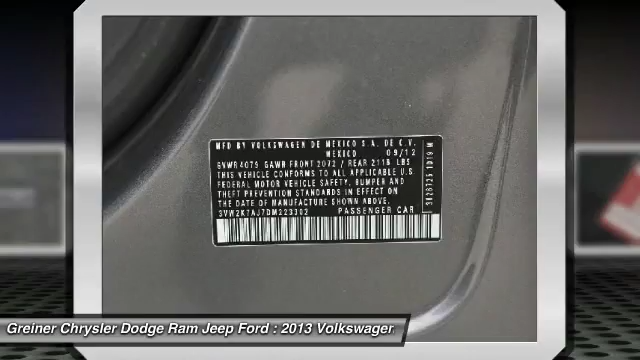 MFD BY VOLKSWAGEN DE MEXICO S.A. DE C.V.
MEXICO 09/12
GVWR 4079 GAWR FRONT 2072 / REAR 2116 LBS
THIS VEHICLE CONFORMS TO ALL APPLICABLE U.S.
FEDERAL MOTOR VEHICLE SAFETY, BUMPER AND
THEFT PREVENTION STANDARDS IN EFFECT ON
THE DATE OF MANUFACTURE SHOWN ABOVE.
3VW2K7AJ7DM223302 PASSENGER CAR
Greiner Chrysler Dodge Ram Jeep Ford : 2013 Volkswager